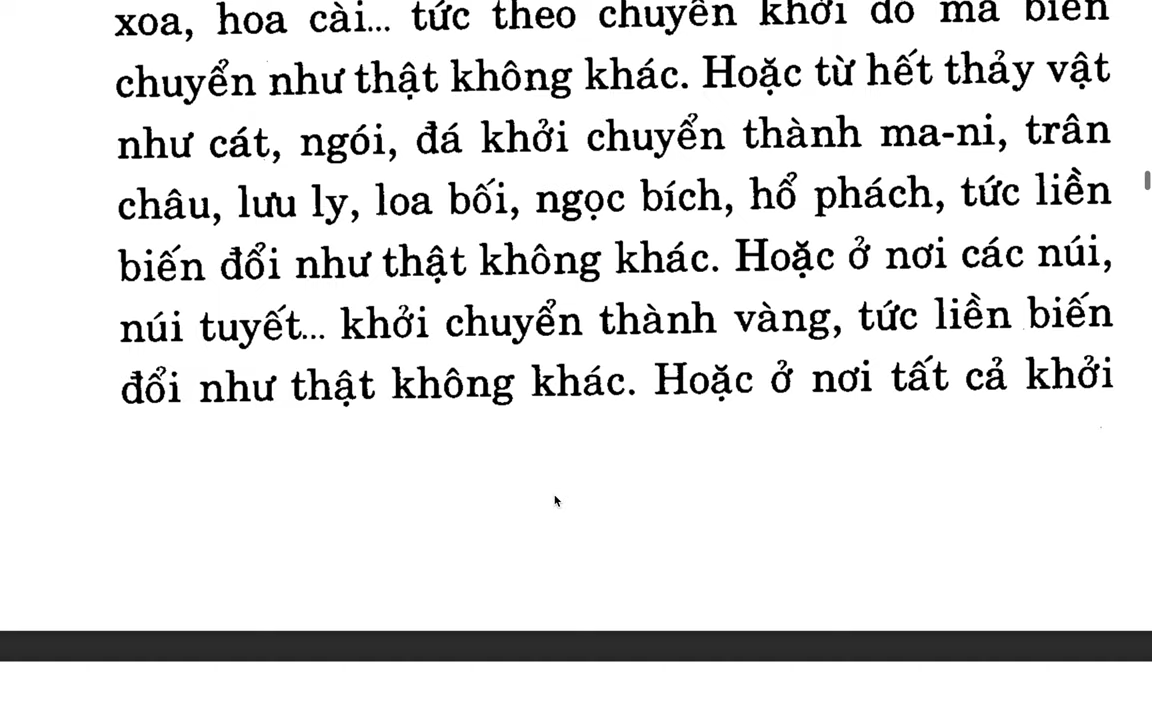 xoa, hoa cài... tức theo chuyển khởi đó mà biến
chuyển như thật không khác. Hoặc từ hết thảy vật
như cát, ngói, đá khởi chuyển thành ma-ni, trân
châu, lưu ly, loa bối, ngọc bích, hổ phách, tức liền
biến đổi như thật không khác. Hoặc ở nơi các núi,
núi tuyết... khởi chuyển thành vàng, tức liền biến
đổi như thật không khác. Hoặc ở nơi tất cả khởi